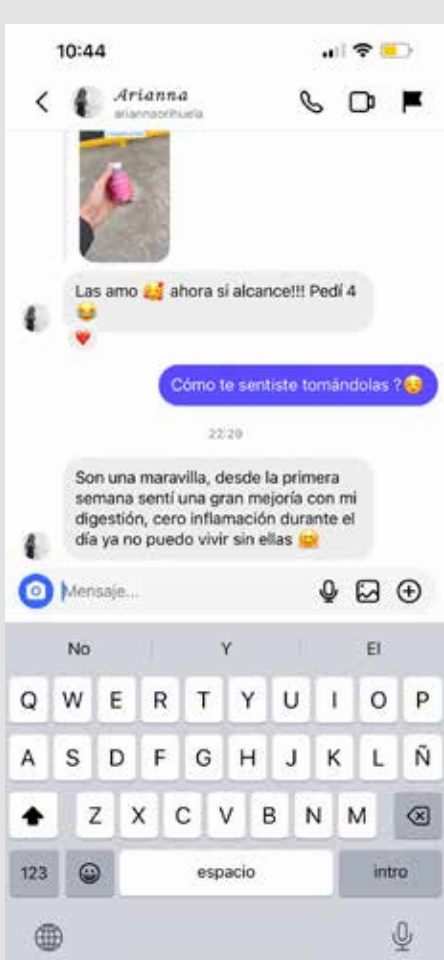 10:44
Arianna
ariannaorihuela
Las amo 🥰 ahora si alcance!!! Pedí 4
😂
❤️
Cómo te sentiste tomándolas ?☺️
22:29
Son una maravilla, desde la primera
semana sentí una gran mejoría con mi
digestión, cero inflamación durante el
día ya no puedo vivir sin ellas 🤗
Mensaje...
No Y El
Q W E R T Y U I O P
A S D F G H J K L Ñ
Z X C V B N M
123 espacio intro